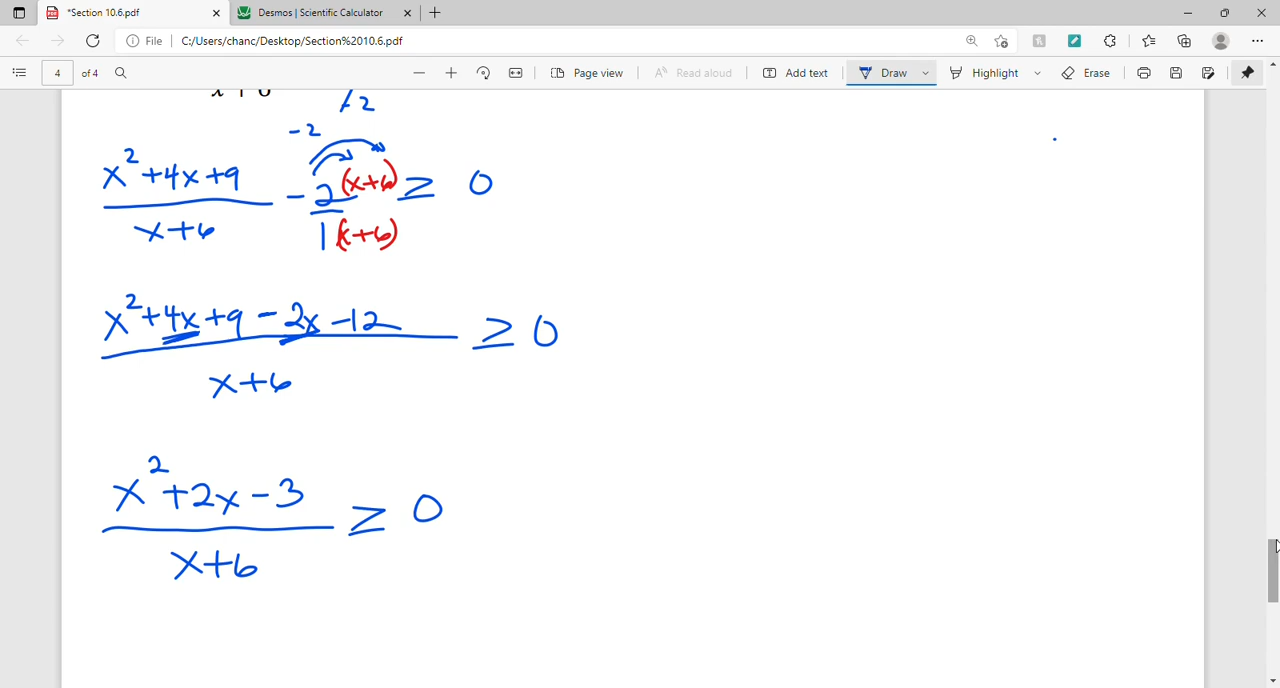 *Section 10.6.pdf
Desmos | Scientific Calculator
File | C:/Users/chanc/Desktop/Section%2010.6.pdf
4 of 4 Page view Read aloud Add text Draw Highlight Erase
/2
-2
x²+4x+9 / x+6 - 2(x+6) / 1(x+6) ≥ 0
x²+4x+9-2x-12 / x+6 ≥ 0
x²+2x-3 / x+6 ≥ 0